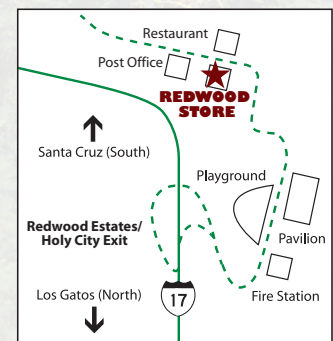 Restaurant
Post Office
REDWOOD
STORE
Santa Cruz (South)
Playground
Redwood Estates/
Holy City Exit
Pavilion
Los Gatos (North)
17
Fire Station